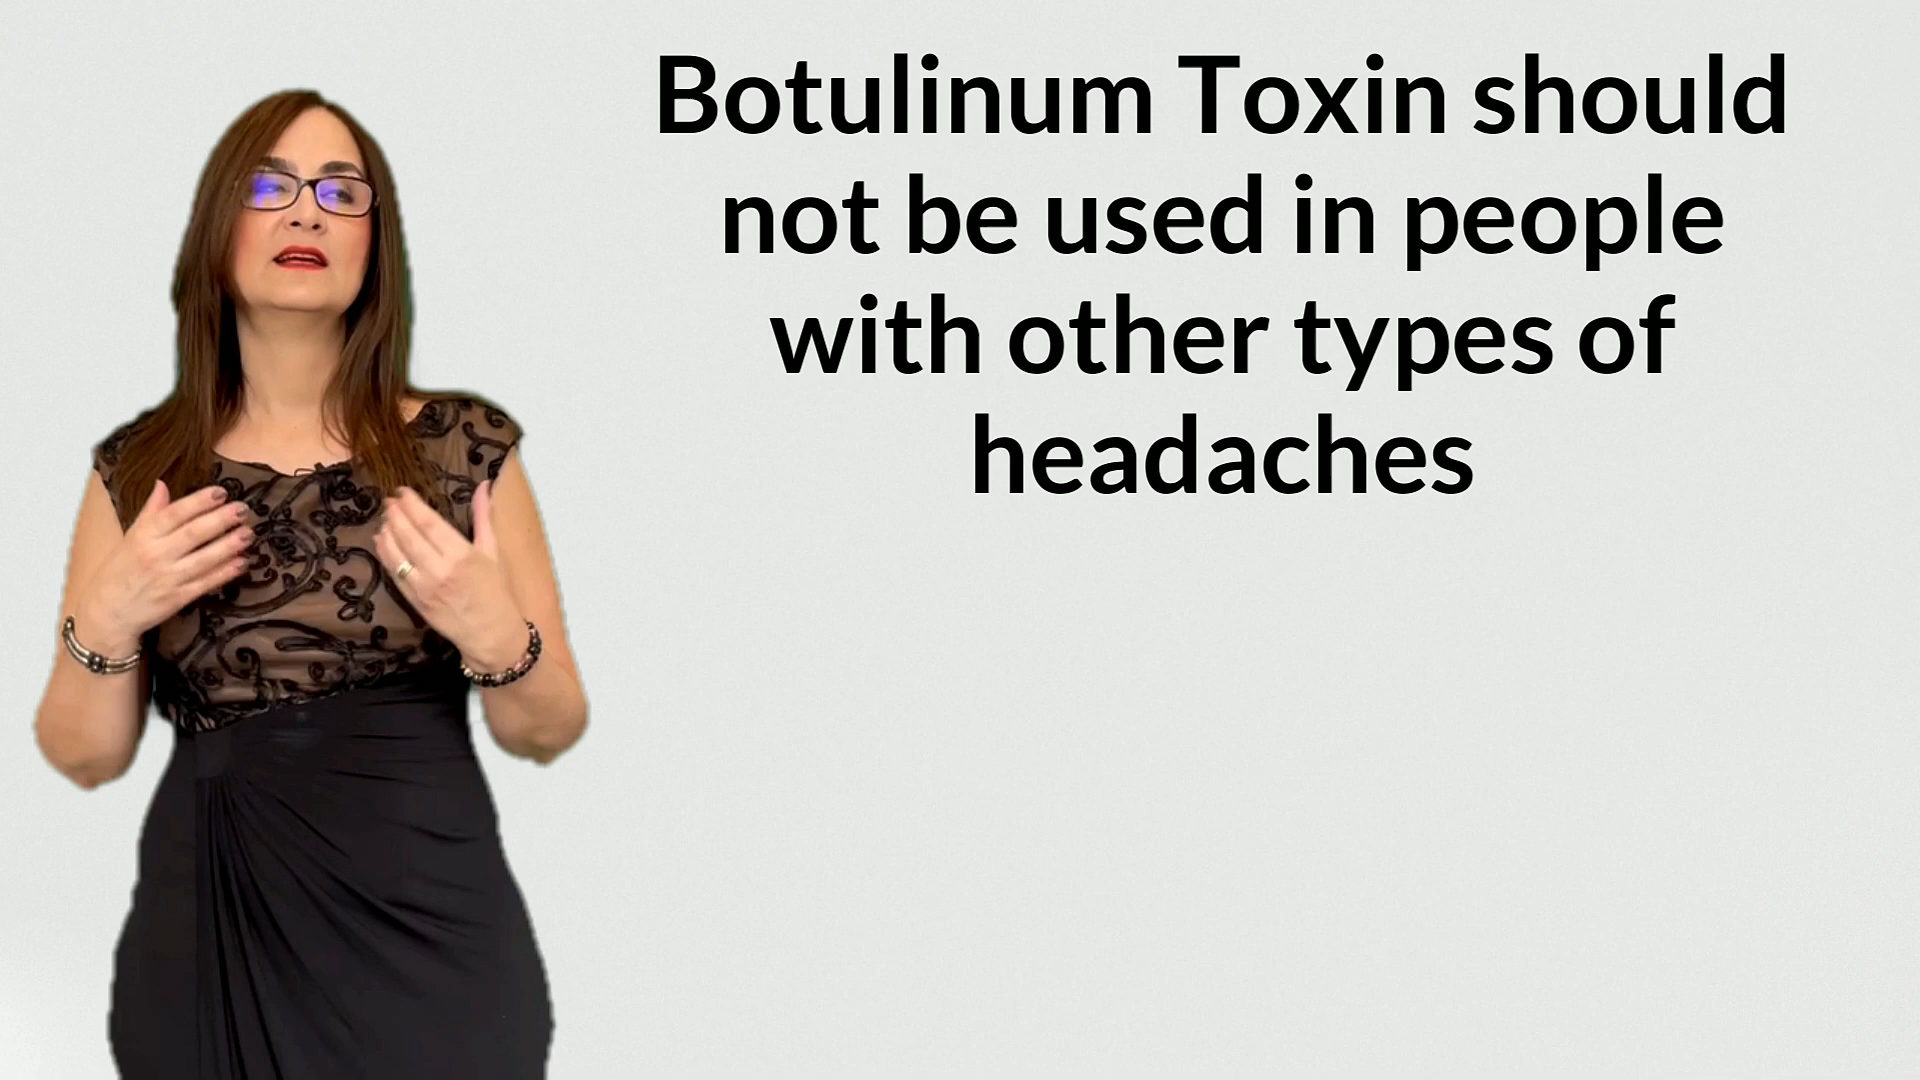 Botulinum Toxin should
not be used in people
with other types of
headaches